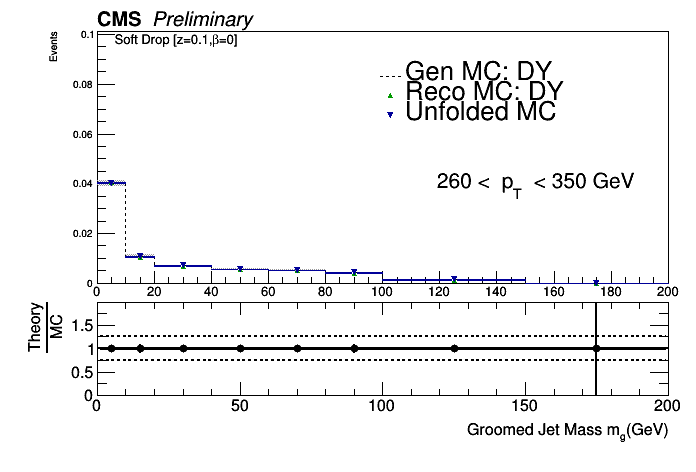 CMS Preliminary
Events
Soft Drop [z=0.1,β=0]
Gen MC: DY
Reco MC: DY
Unfolded MC
260 < pT < 350 GeV
0.1
0.08
0.06
0.04
0.02
0
0 20 40 60 80 100 120 140 160 180 200
Theory
MC
1.5
1
0.5
0
0 50 100 150 200
Groomed Jet Mass mg(GeV)